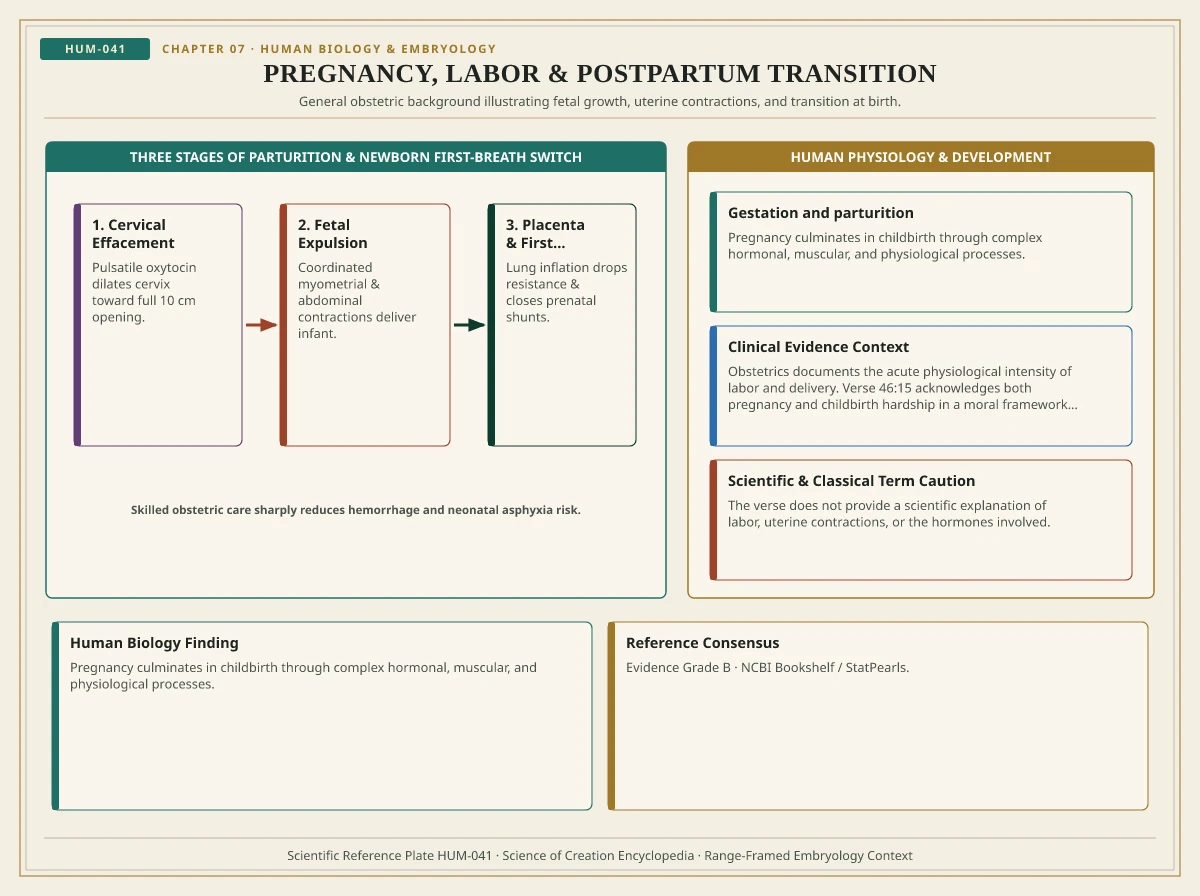 HUM-041
CHAPTER 07 · HUMAN BIOLOGY & EMBRYOLOGY
PREGNANCY, LABOR & POSTPARTUM TRANSITION
General obstetric background illustrating fetal growth, uterine contractions, and transition at birth.
THREE STAGES OF PARTURITION & NEWBORN FIRST-BREATH SWITCH
1. Cervical
Effacement
Pulsatile oxytocin
dilates cervix
toward full 10 cm
opening.
2. Fetal
Expulsion
Coordinated
myometrial &
abdominal
contractions deliver
infant.
3. Placenta
& First...
Lung inflation drops
resistance &
closes prenatal
shunts.
Skilled obstetric care sharply reduces hemorrhage and neonatal asphyxia risk.
HUMAN PHYSIOLOGY & DEVELOPMENT
Gestation and parturition
Pregnancy culminates in childbirth through complex
hormonal, muscular, and physiological processes.
Clinical Evidence Context
Obstetrics documents the acute physiological intensity of
labor and delivery. Verse 46:15 acknowledges both
pregnancy and childbirth hardship in a moral framework...
Scientific & Classical Term Caution
The verse does not provide a scientific explanation of
labor, uterine contractions, or the hormones involved.
Human Biology Finding
Pregnancy culminates in childbirth through complex hormonal, muscular, and
physiological processes.
Reference Consensus
Evidence Grade B · NCBI Bookshelf / StatPearls.
Scientific Reference Plate HUM-041 · Science of Creation Encyclopedia · Range-Framed Embryology Context